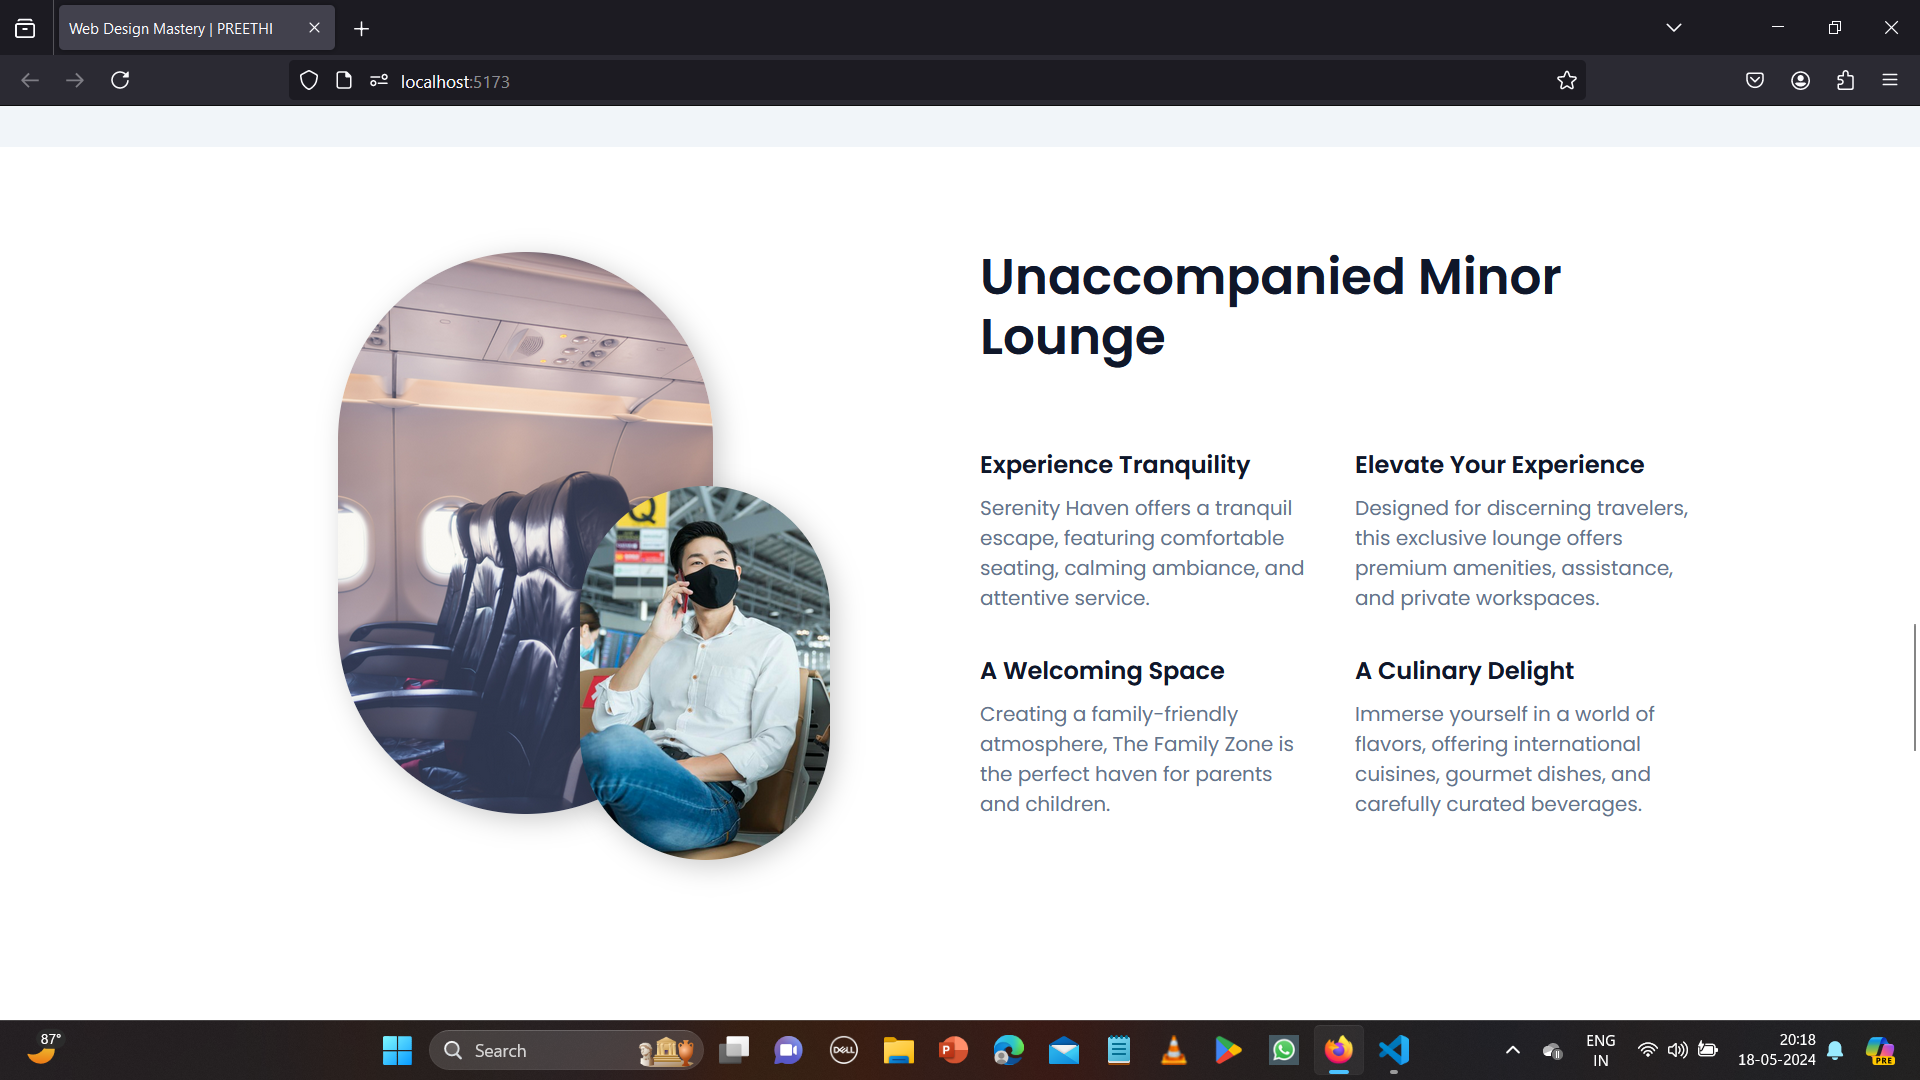 Web Design Mastery | PREETHI
localhost:5173
Unaccompanied Minor
Lounge
Experience Tranquility
Serenity Haven offers a tranquil
escape, featuring comfortable
seating, calming ambiance, and
attentive service.
Elevate Your Experience
Designed for discerning travelers,
this exclusive lounge offers
premium amenities, assistance,
and private workspaces.
A Welcoming Space
Creating a family-friendly
atmosphere, The Family Zone is
the perfect haven for parents
and children.
A Culinary Delight
Immerse yourself in a world of
flavors, offering international
cuisines, gourmet dishes, and
carefully curated beverages.
Q
87°
Search
DELL
P
ENG
IN
20:18
18-05-2024
PRE